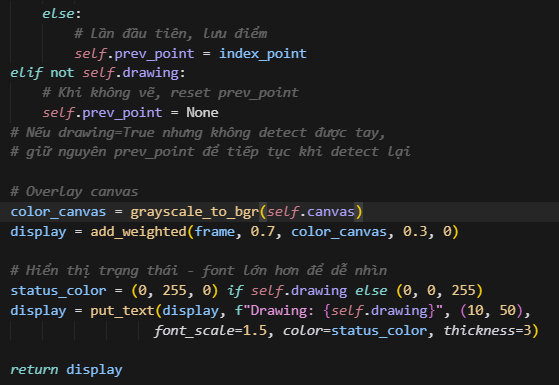 else:
# Lần đầu tiên, lưu điểm
self.prev_point = index_point
elif not self.drawing:
# Khi không vẽ, reset prev_point
self.prev_point = None
# Nếu drawing=True nhưng không detect được tay,
# giữ nguyên prev_point để tiếp tục khi detect lại
# Overlay canvas
color_canvas = grayscale_to_bgr(self.canvas)
display = add_weighted(frame, 0.7, color_canvas, 0.3, 0)
# Hiển thị trạng thái - font lớn hơn để dễ nhìn
status_color = (0, 255, 0) if self.drawing else (0, 0, 255)
display = put_text(display, f"Drawing: {self.drawing}", (10, 50),
font_scale=1.5, color=status_color, thickness=3)
return display